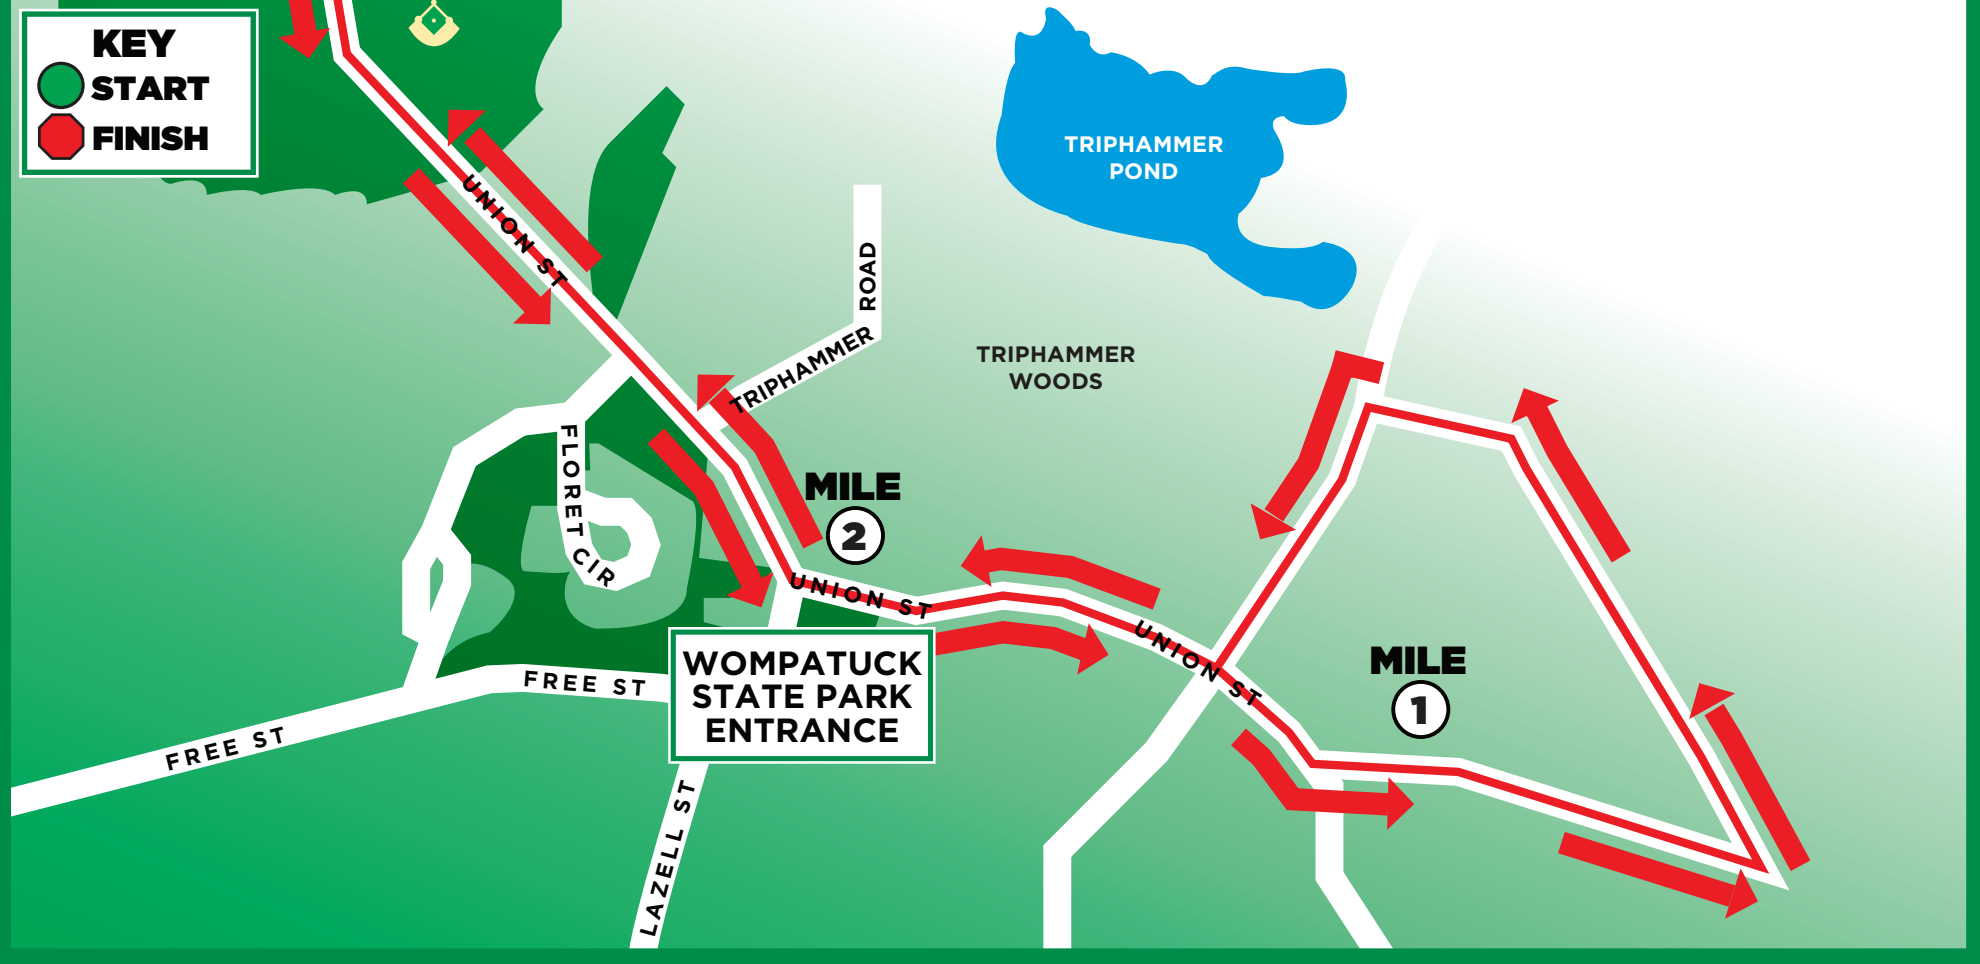 KEY
START
FINISH
UNION ST
TRIPHAMMER
POND
ROAD
TRIPHAMMER
TRIPHAMMER
WOODS
FLORET CIR
MILE
2
UNION ST
UNION ST
MILE
1
WOMPATUCK
STATE PARK
ENTRANCE
FREE ST
FREE ST
LAZELL ST